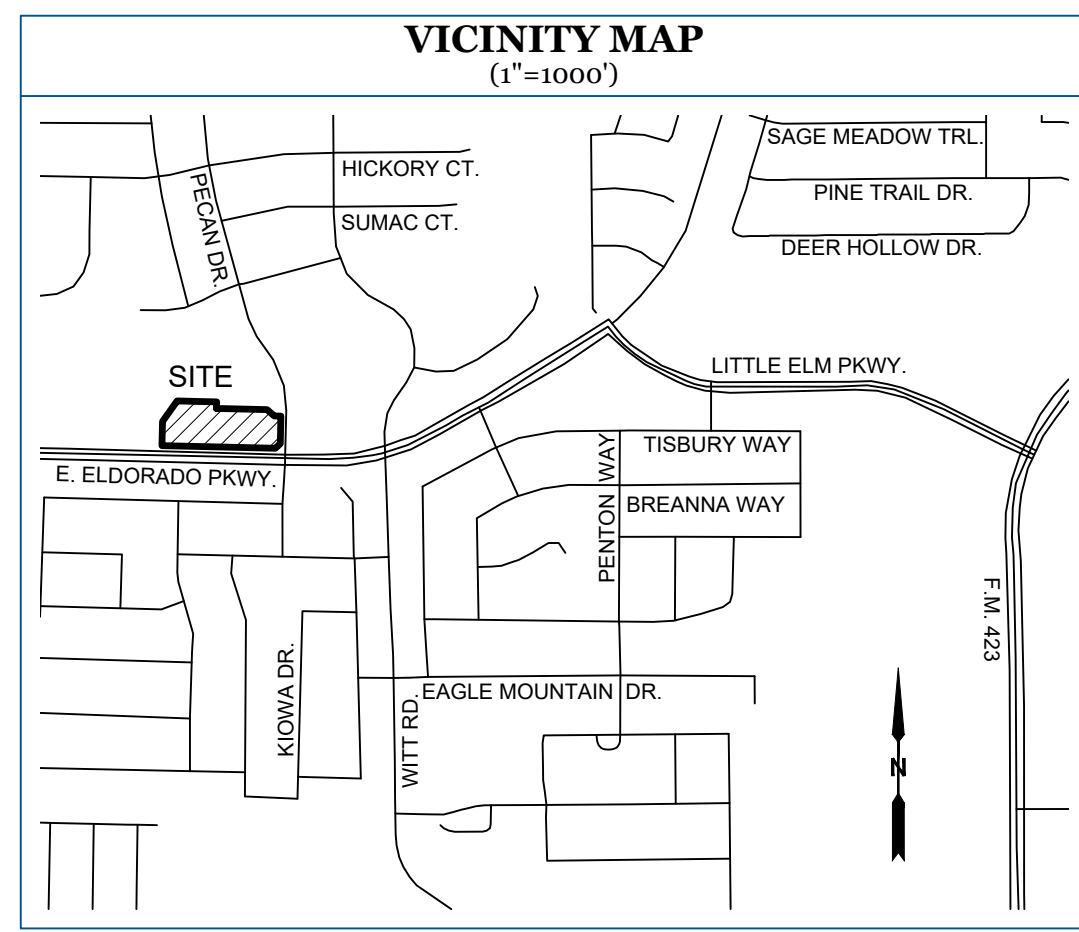 VICINITY MAP
(1"=1000')
SAGE MEADOW TRL.
HICKORY CT.
PINE TRAIL DR.
PECAN DR.
SUMAC CT.
DEER HOLLOW DR.
LITTLE ELM PKWY.
SITE
TISBURY WAY
E. ELDORADO PKWY.
BREANNA WAY
PENTON WAY
F.M. 423
KIOWA DR.
EAGLE MOUNTAIN DR.
WITT RD.
N